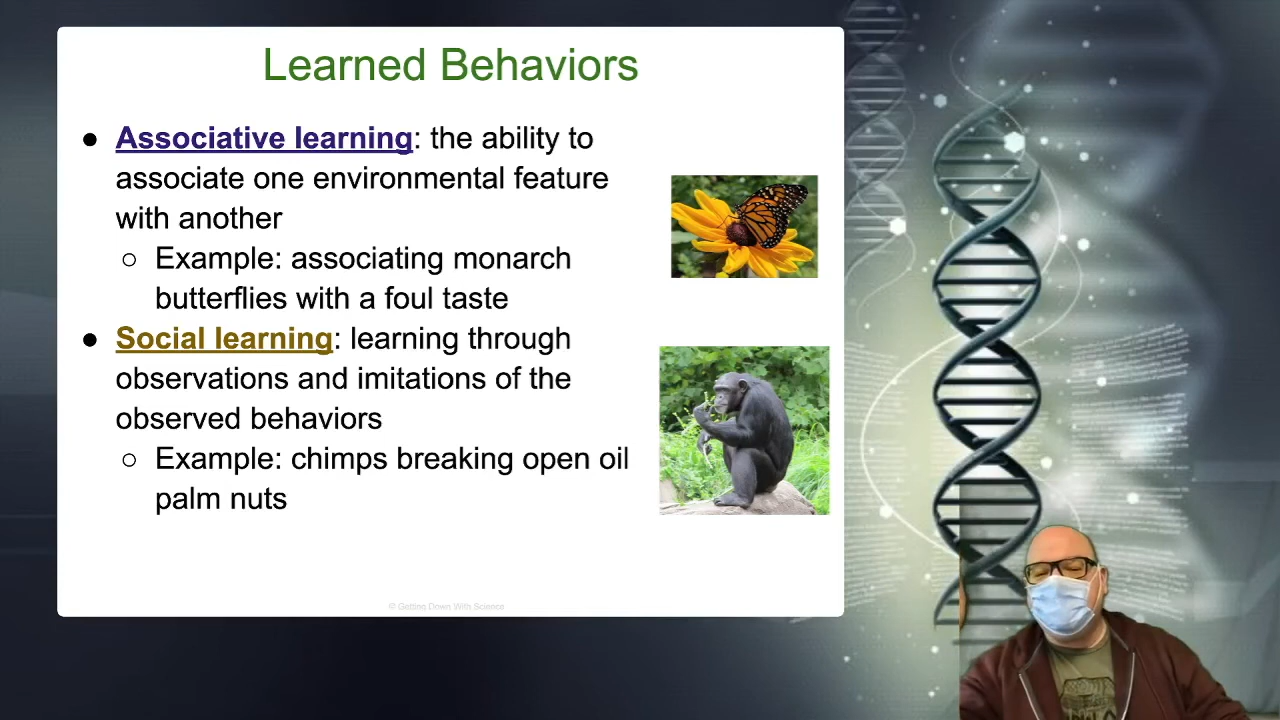 Learned Behaviors
● Associative learning: the ability to
associate one environmental feature
with another
○ Example: associating monarch
butterflies with a foul taste
● Social learning: learning through
observations and imitations of the
observed behaviors
○ Example: chimps breaking open oil
palm nuts
© Getting Down With Science